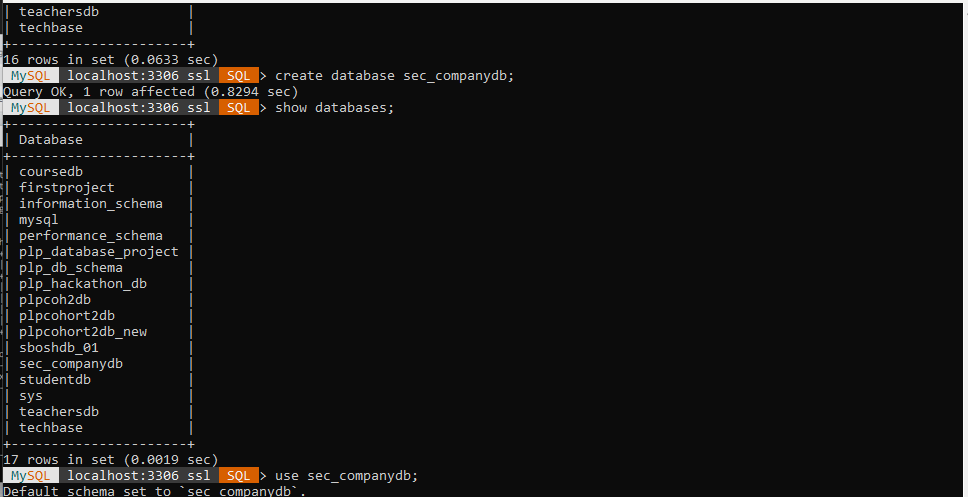 | teachersdb          |
| techbase            |
+----------------------+
16 rows in set (0.0633 sec)
MySQL localhost:3306 ssl SQL > create database sec_companydb;
Query OK, 1 row affected (0.8294 sec)
MySQL localhost:3306 ssl SQL > show databases;
+----------------------+
| Database             |
+----------------------+
| coursedb             |
| firstproject         |
| information_schema   |
| mysql                |
| performance_schema   |
| plp_database_project |
| plp_db_schema        |
| plp_hackathon_db     |
| plpcoh2db            |
| plpcohort2db         |
| plpcohort2db_new     |
| sboshdb_01           |
| sec_companydb        |
| studentdb            |
| sys                  |
| teachersdb           |
| techbase             |
+----------------------+
17 rows in set (0.0019 sec)
MySQL localhost:3306 ssl SQL > use sec_companydb;
Default schema set to `sec_companydb`.